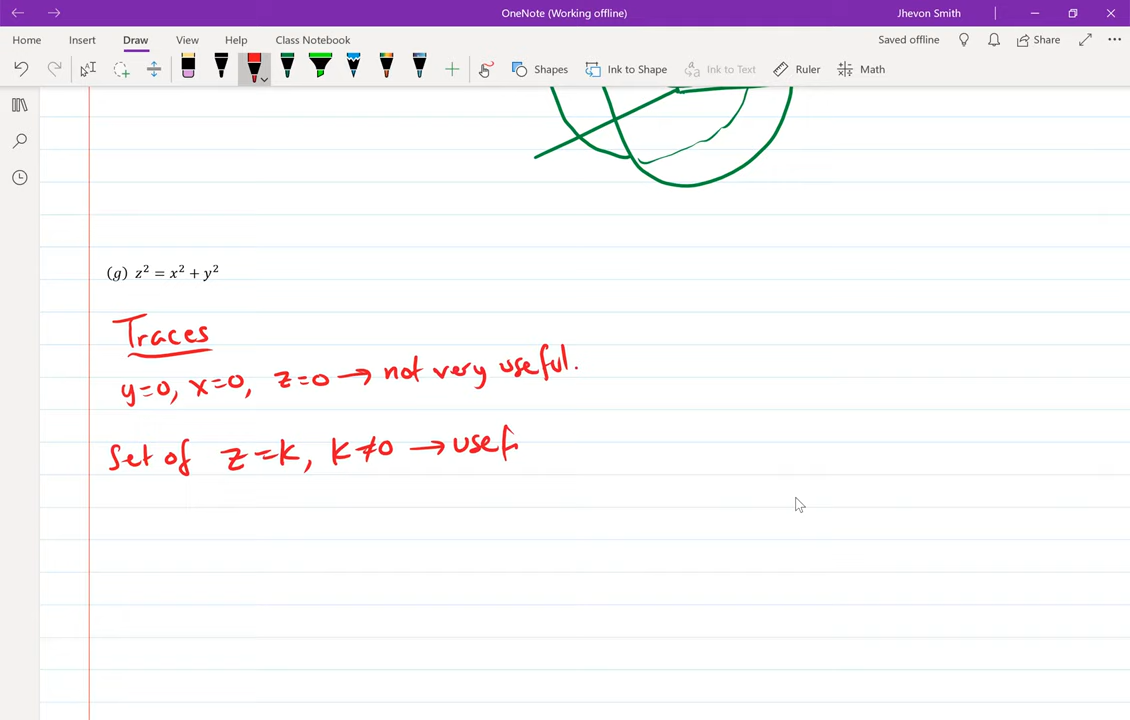 OneNote (Working offline)
Jhevon Smith
Home Insert Draw View Help Class Notebook
Saved offline
Share
Shapes Ink to Shape Ink to Text Ruler Math
(g) z² = x² + y²
Traces
y=0, x=0, z=0 → not very useful.
Set of z=k, k≠0 → usef